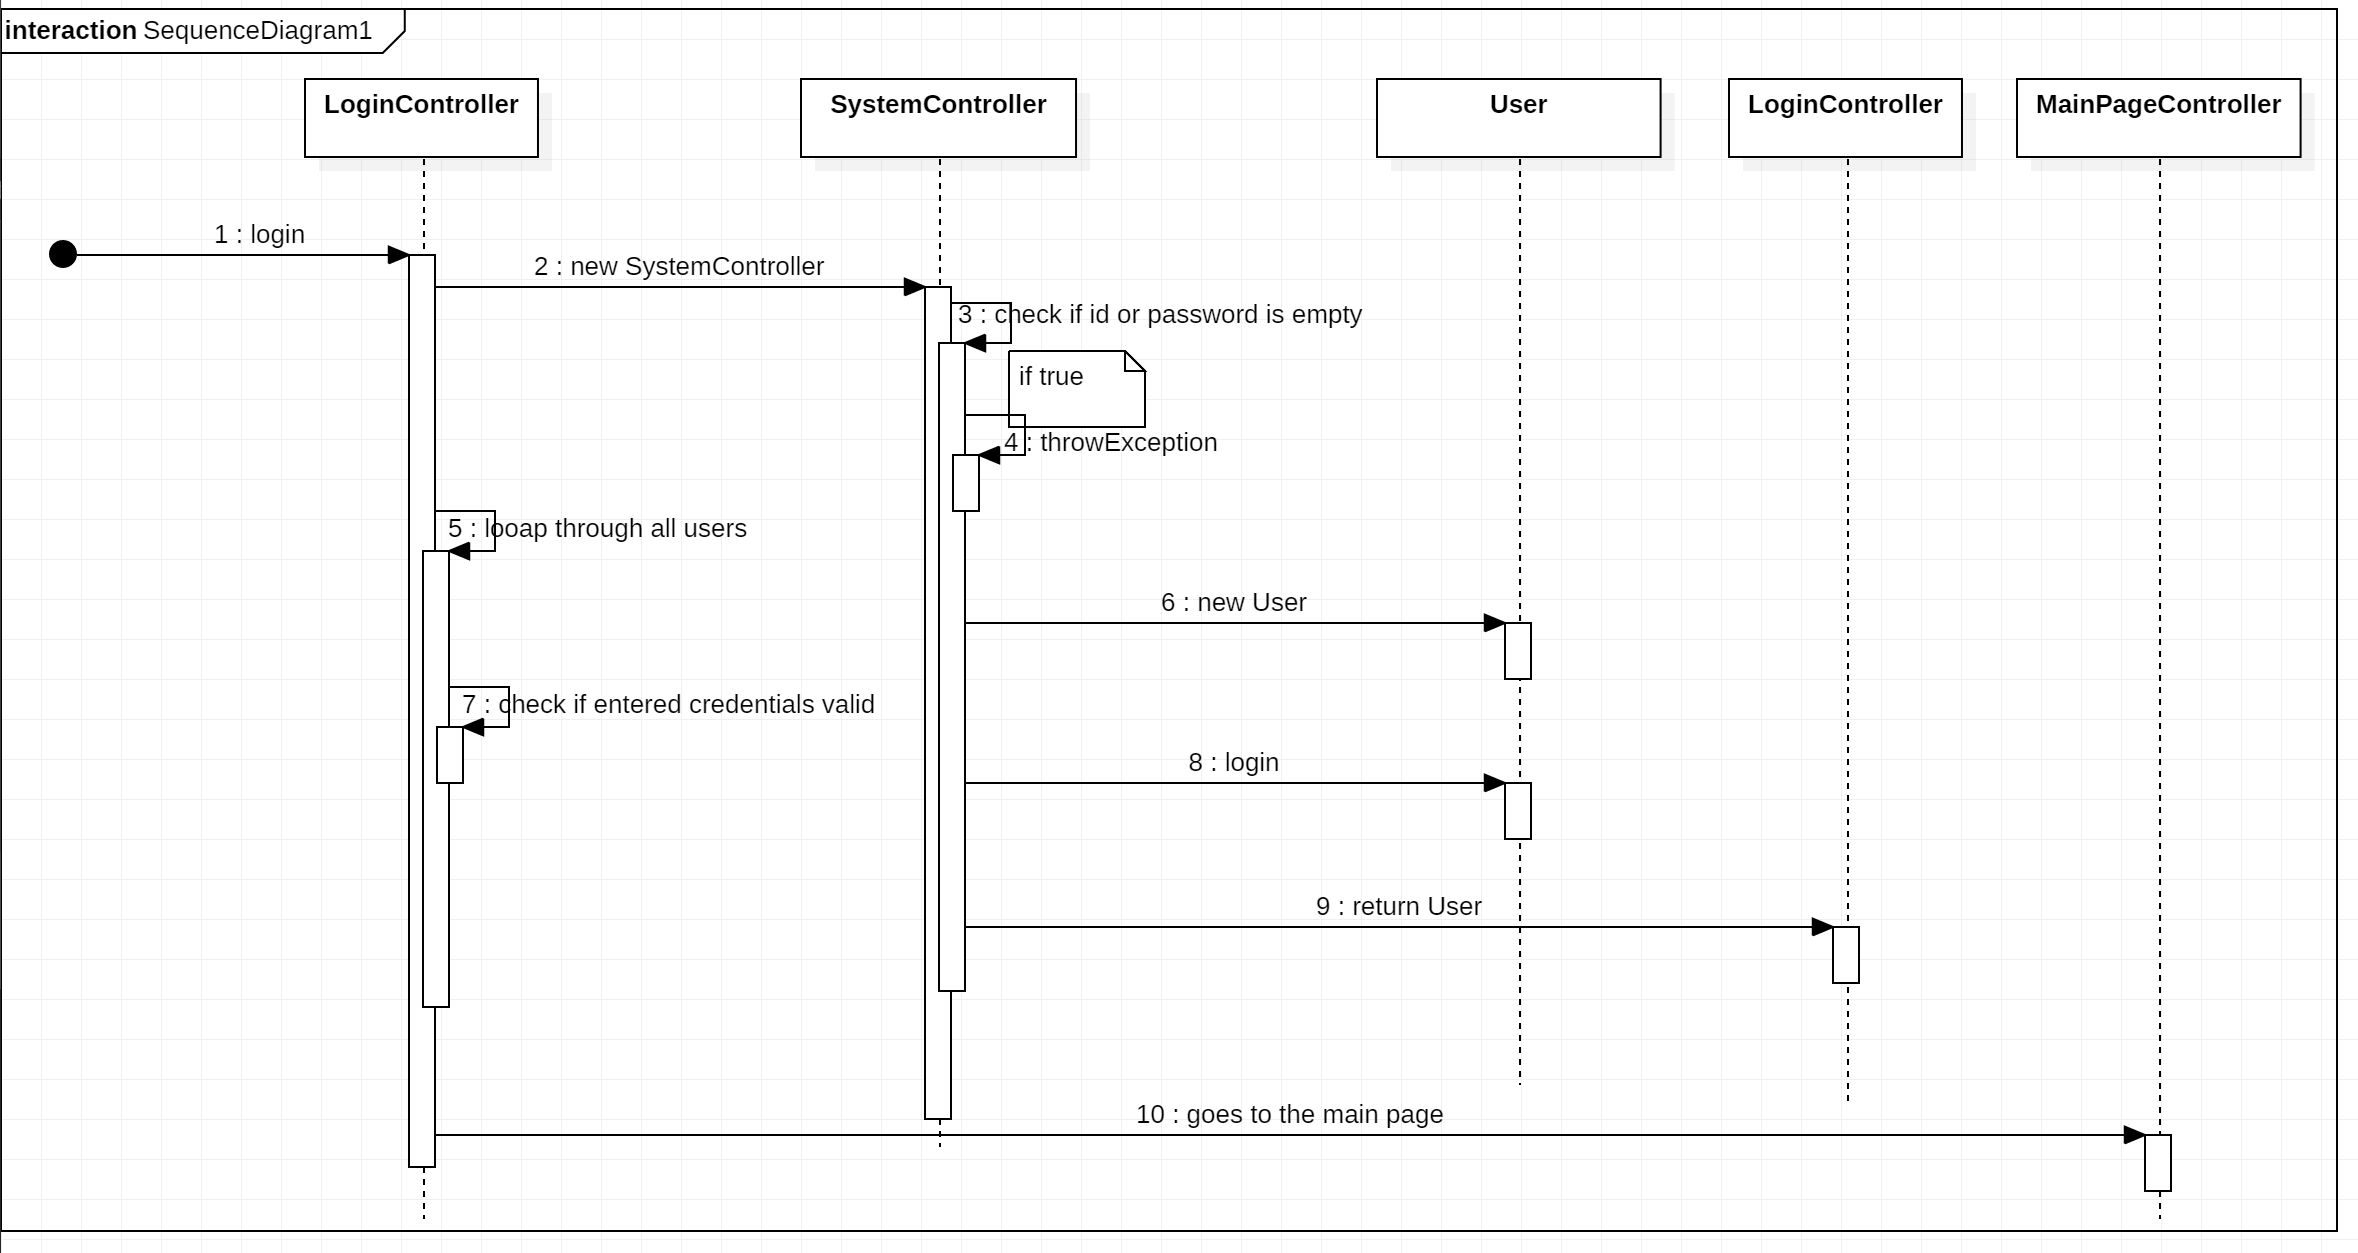 interaction SequenceDiagram1
LoginController
SystemController
User
LoginController
MainPageController
1 : login
2 : new SystemController
3 : check if id or password is empty
if true
4 : throwException
5 : looap through all users
6 : new User
7 : check if entered credentials valid
8 : login
9 : return User
10 : goes to the main page